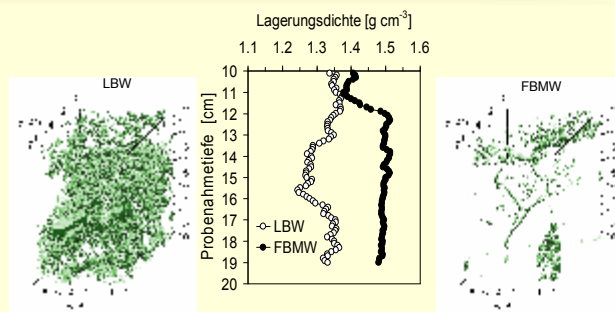 Lagerungsdichte [g cm-3]
1.1 1.2 1.3 1.4 1.5 1.6
LBW
FBMW
Probenahmetiefe [cm]
10
11
12
13
14
15
16
17
18
19
20
LBW
FBMW